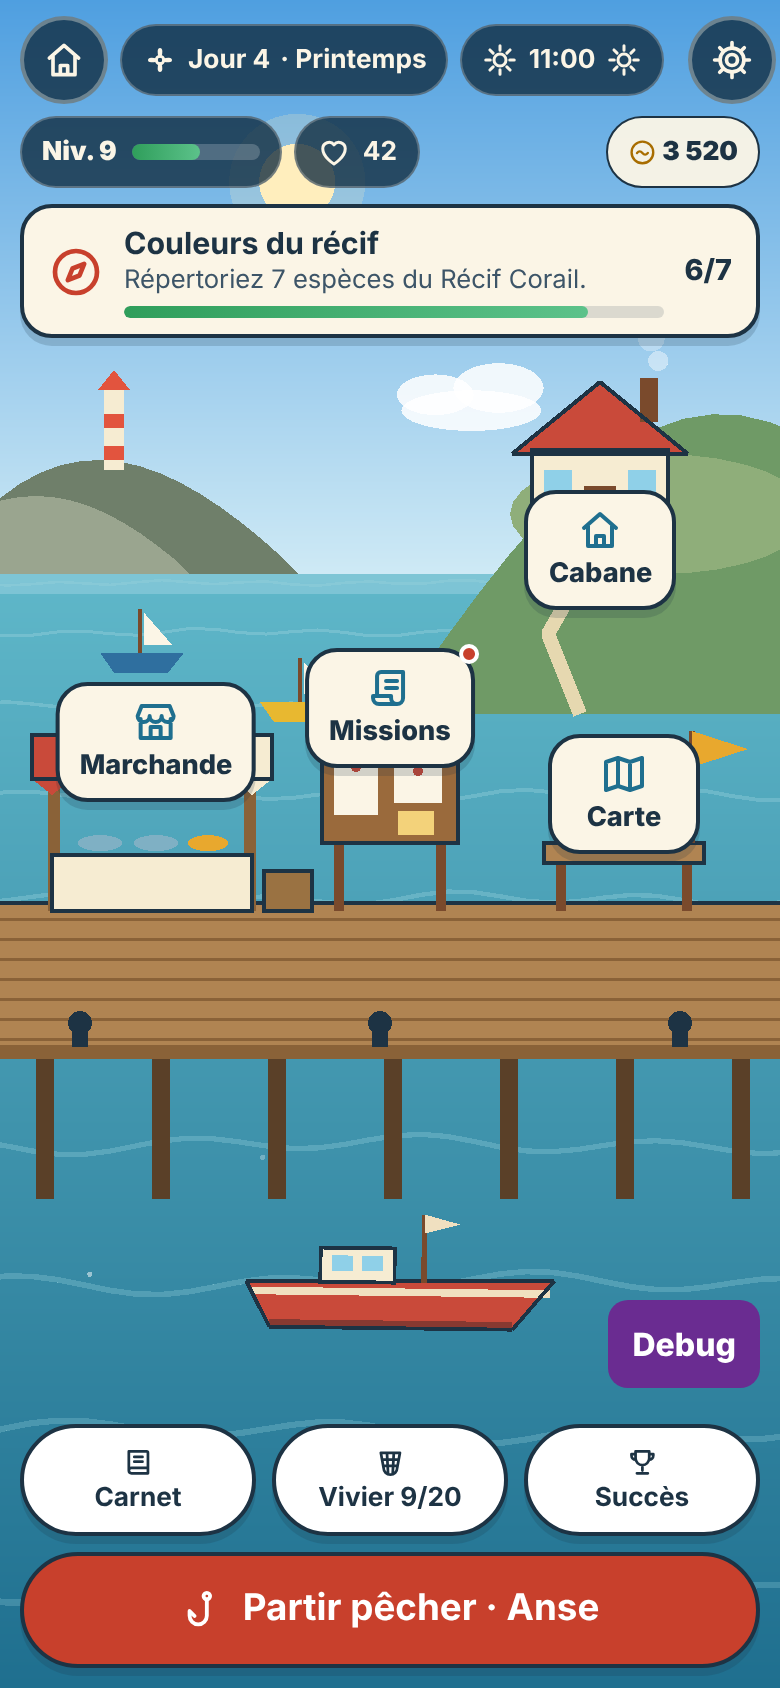 Jour 4 · Printemps
11:00
Niv. 9
42
3 520
Couleurs du récif
Répertoriez 7 espèces du Récif Corail.
6/7
Cabane
Missions
Marchande
Carte
Debug
Carnet
Vivier 9/20
Succès
Partir pêcher · Anse